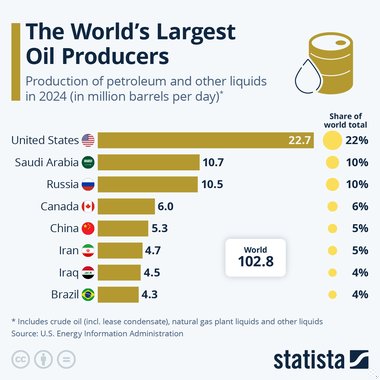 The World's Largest
Oil Producers
Production of petroleum and other liquids
in 2024 (in million barrels per day)*
Share of
world total
United States 22.7 22%
Saudi Arabia 10.7 10%
Russia 10.5 10%
Canada 6.0 6%
China 5.3 5%
Iran 4.7 5%
Iraq 4.5 4%
Brazil 4.3 4%
World
102.8
* Includes crude oil (incl. lease condensate), natural gas plant liquids and other liquids
Source: U.S. Energy Information Administration
cc
statista